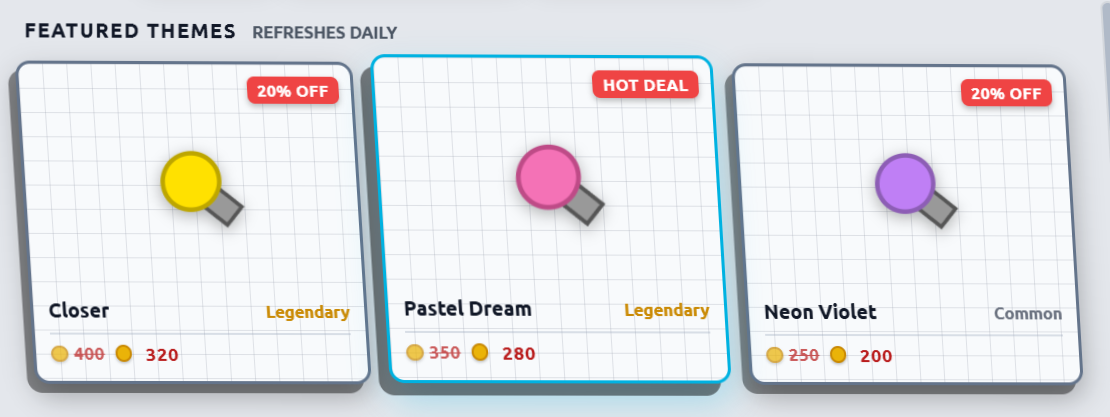 FEATURED THEMES REFRESHES DAILY
20% OFF
Closer Legendary
400 320
HOT DEAL
Pastel Dream Legendary
350 280
20% OFF
Neon Violet Common
250 200